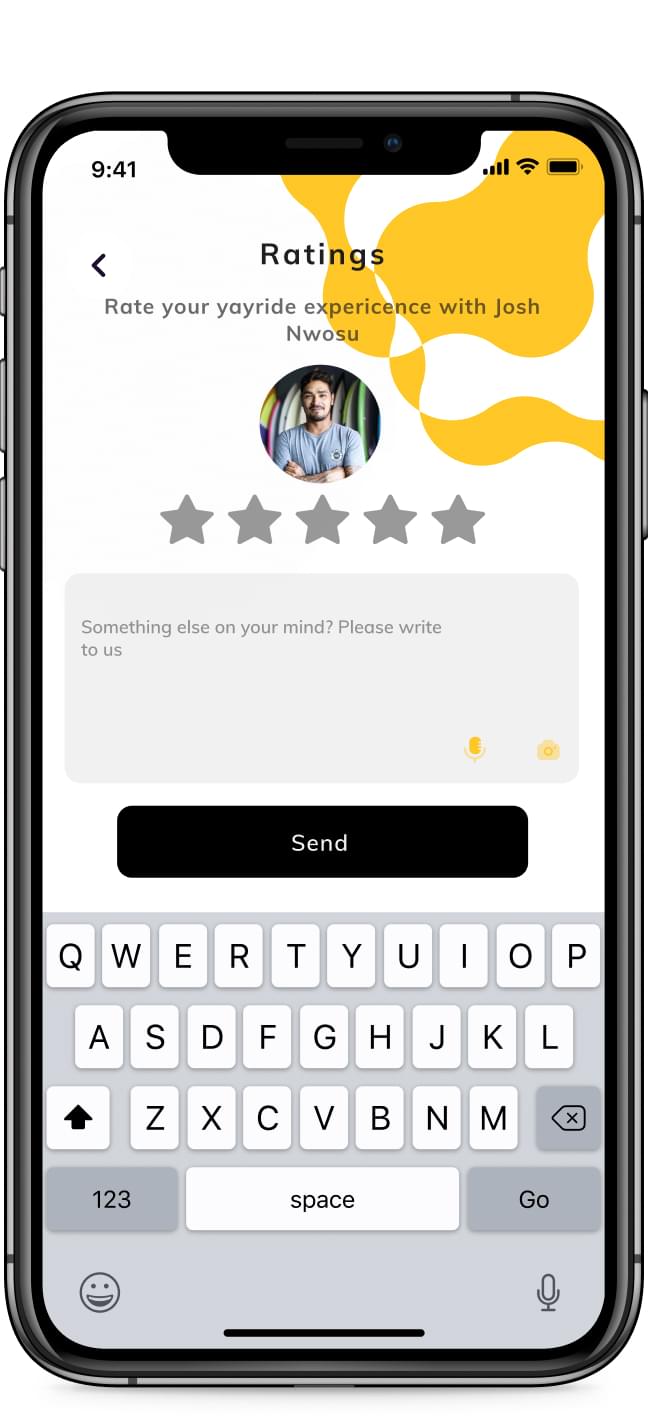 9:41
Ratings
Rate your yayride expericence with Josh
Nwosu
Something else on your mind? Please write
to us
Send
Q W E R T Y U I O P
A S D F G H J K L
Z X C V B N M
123 space Go